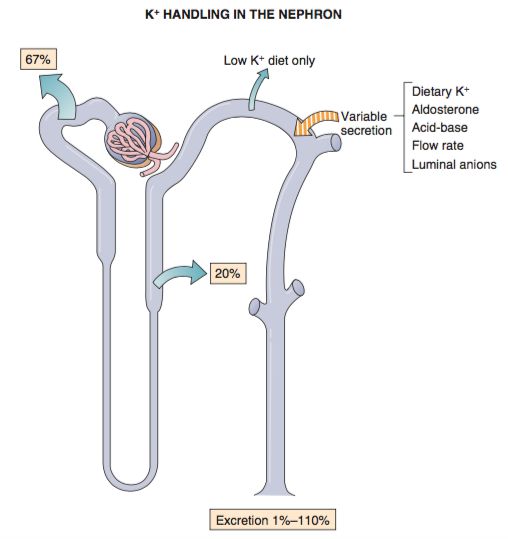 K+ HANDLING IN THE NEPHRON
67%
Low K+ diet only
Variable
secretion
Dietary K+
Aldosterone
Acid-base
Flow rate
Luminal anions
20%
Excretion 1%–110%